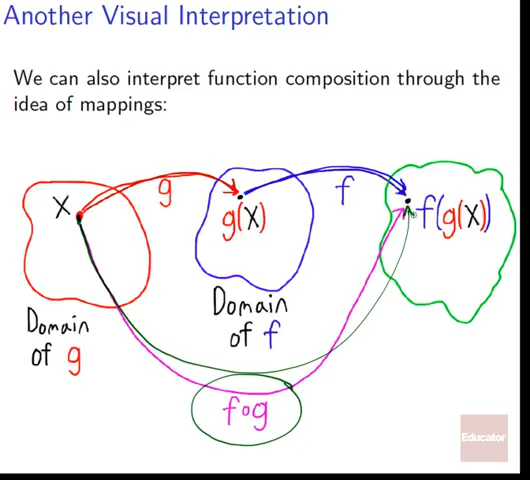 Another Visual Interpretation
We can also interpret function composition through the
idea of mappings:
x
g
g(x)
f
f(g(x))
Domain
of g
Domain
of f
f∘g
Educator